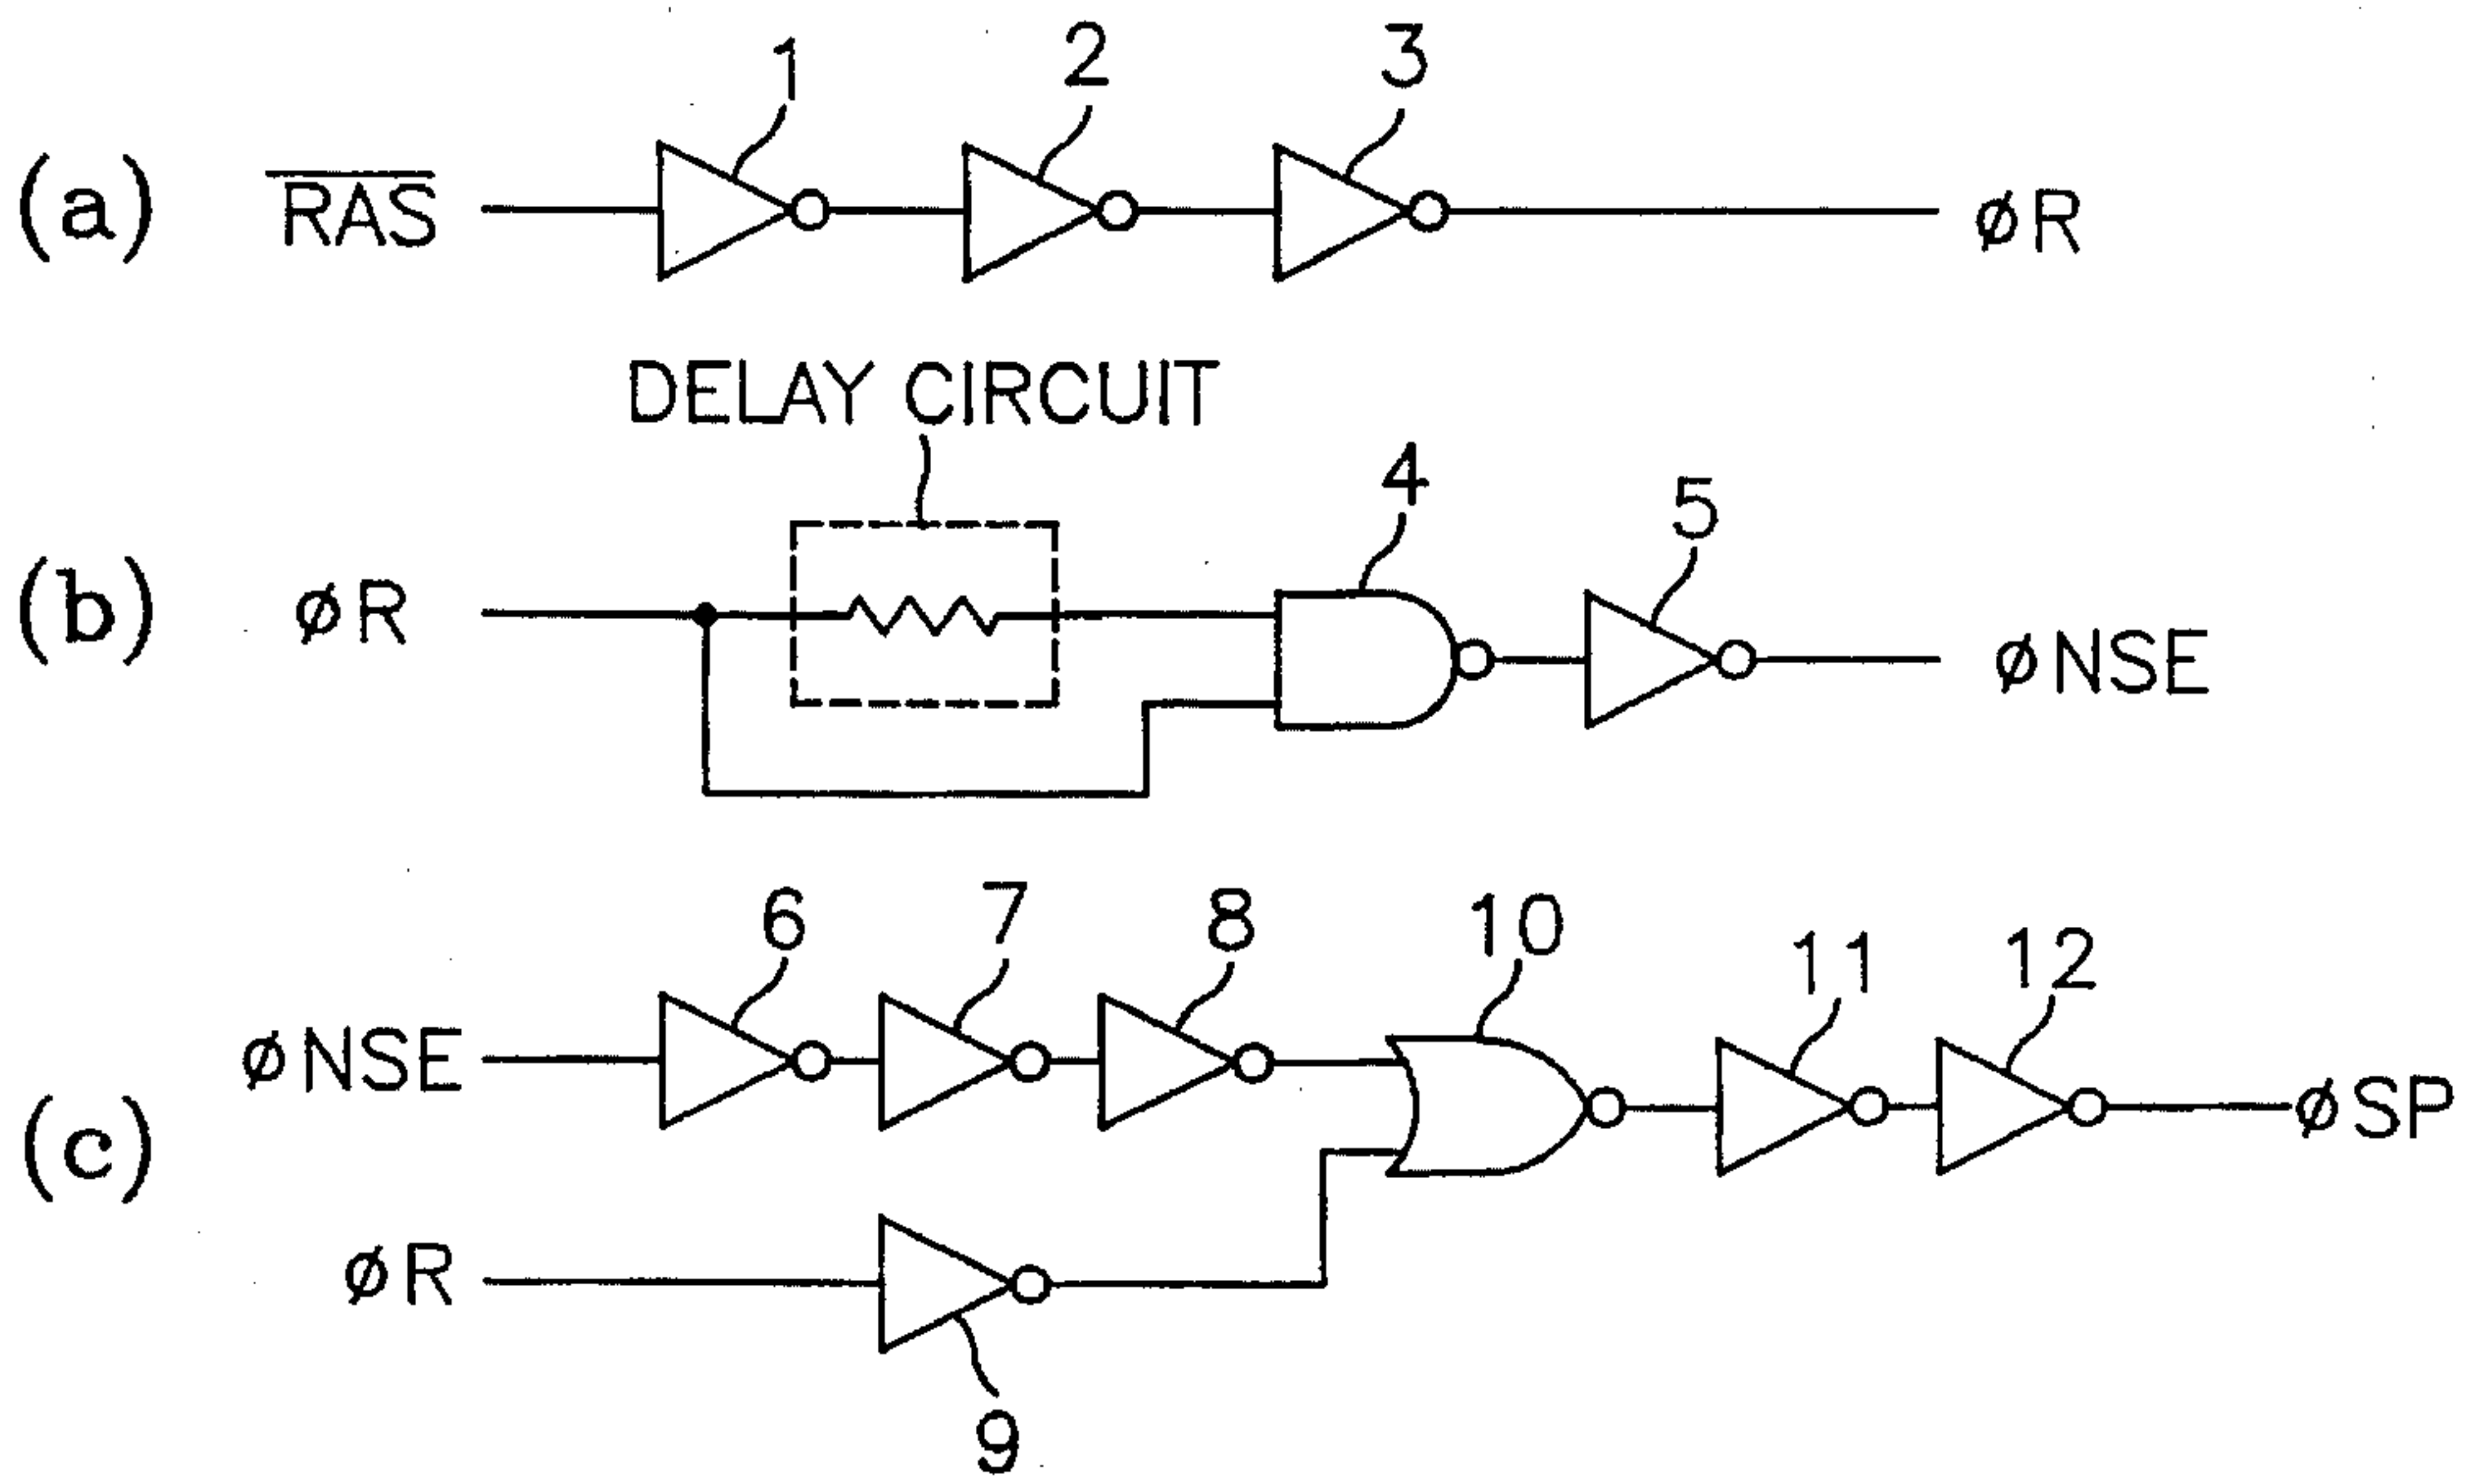 1 2 3
(a) R̅A̅S̅ øR
DELAY CIRCUIT
4 5
(b) øR øNSE
6 7 8 10 11 12
øNSE øSP
(c)
øR
9